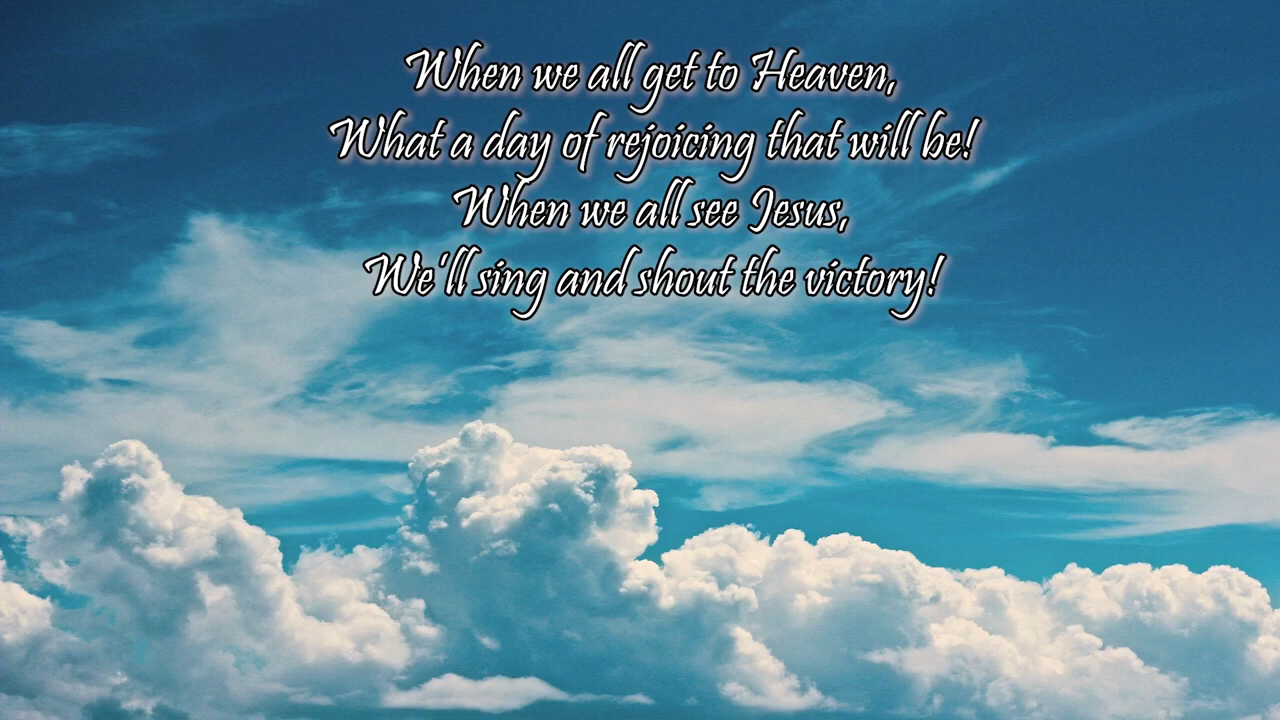 When we all get to Heaven,
What a day of rejoicing that will be!
When we all see Jesus,
We'll sing and shout the victory!